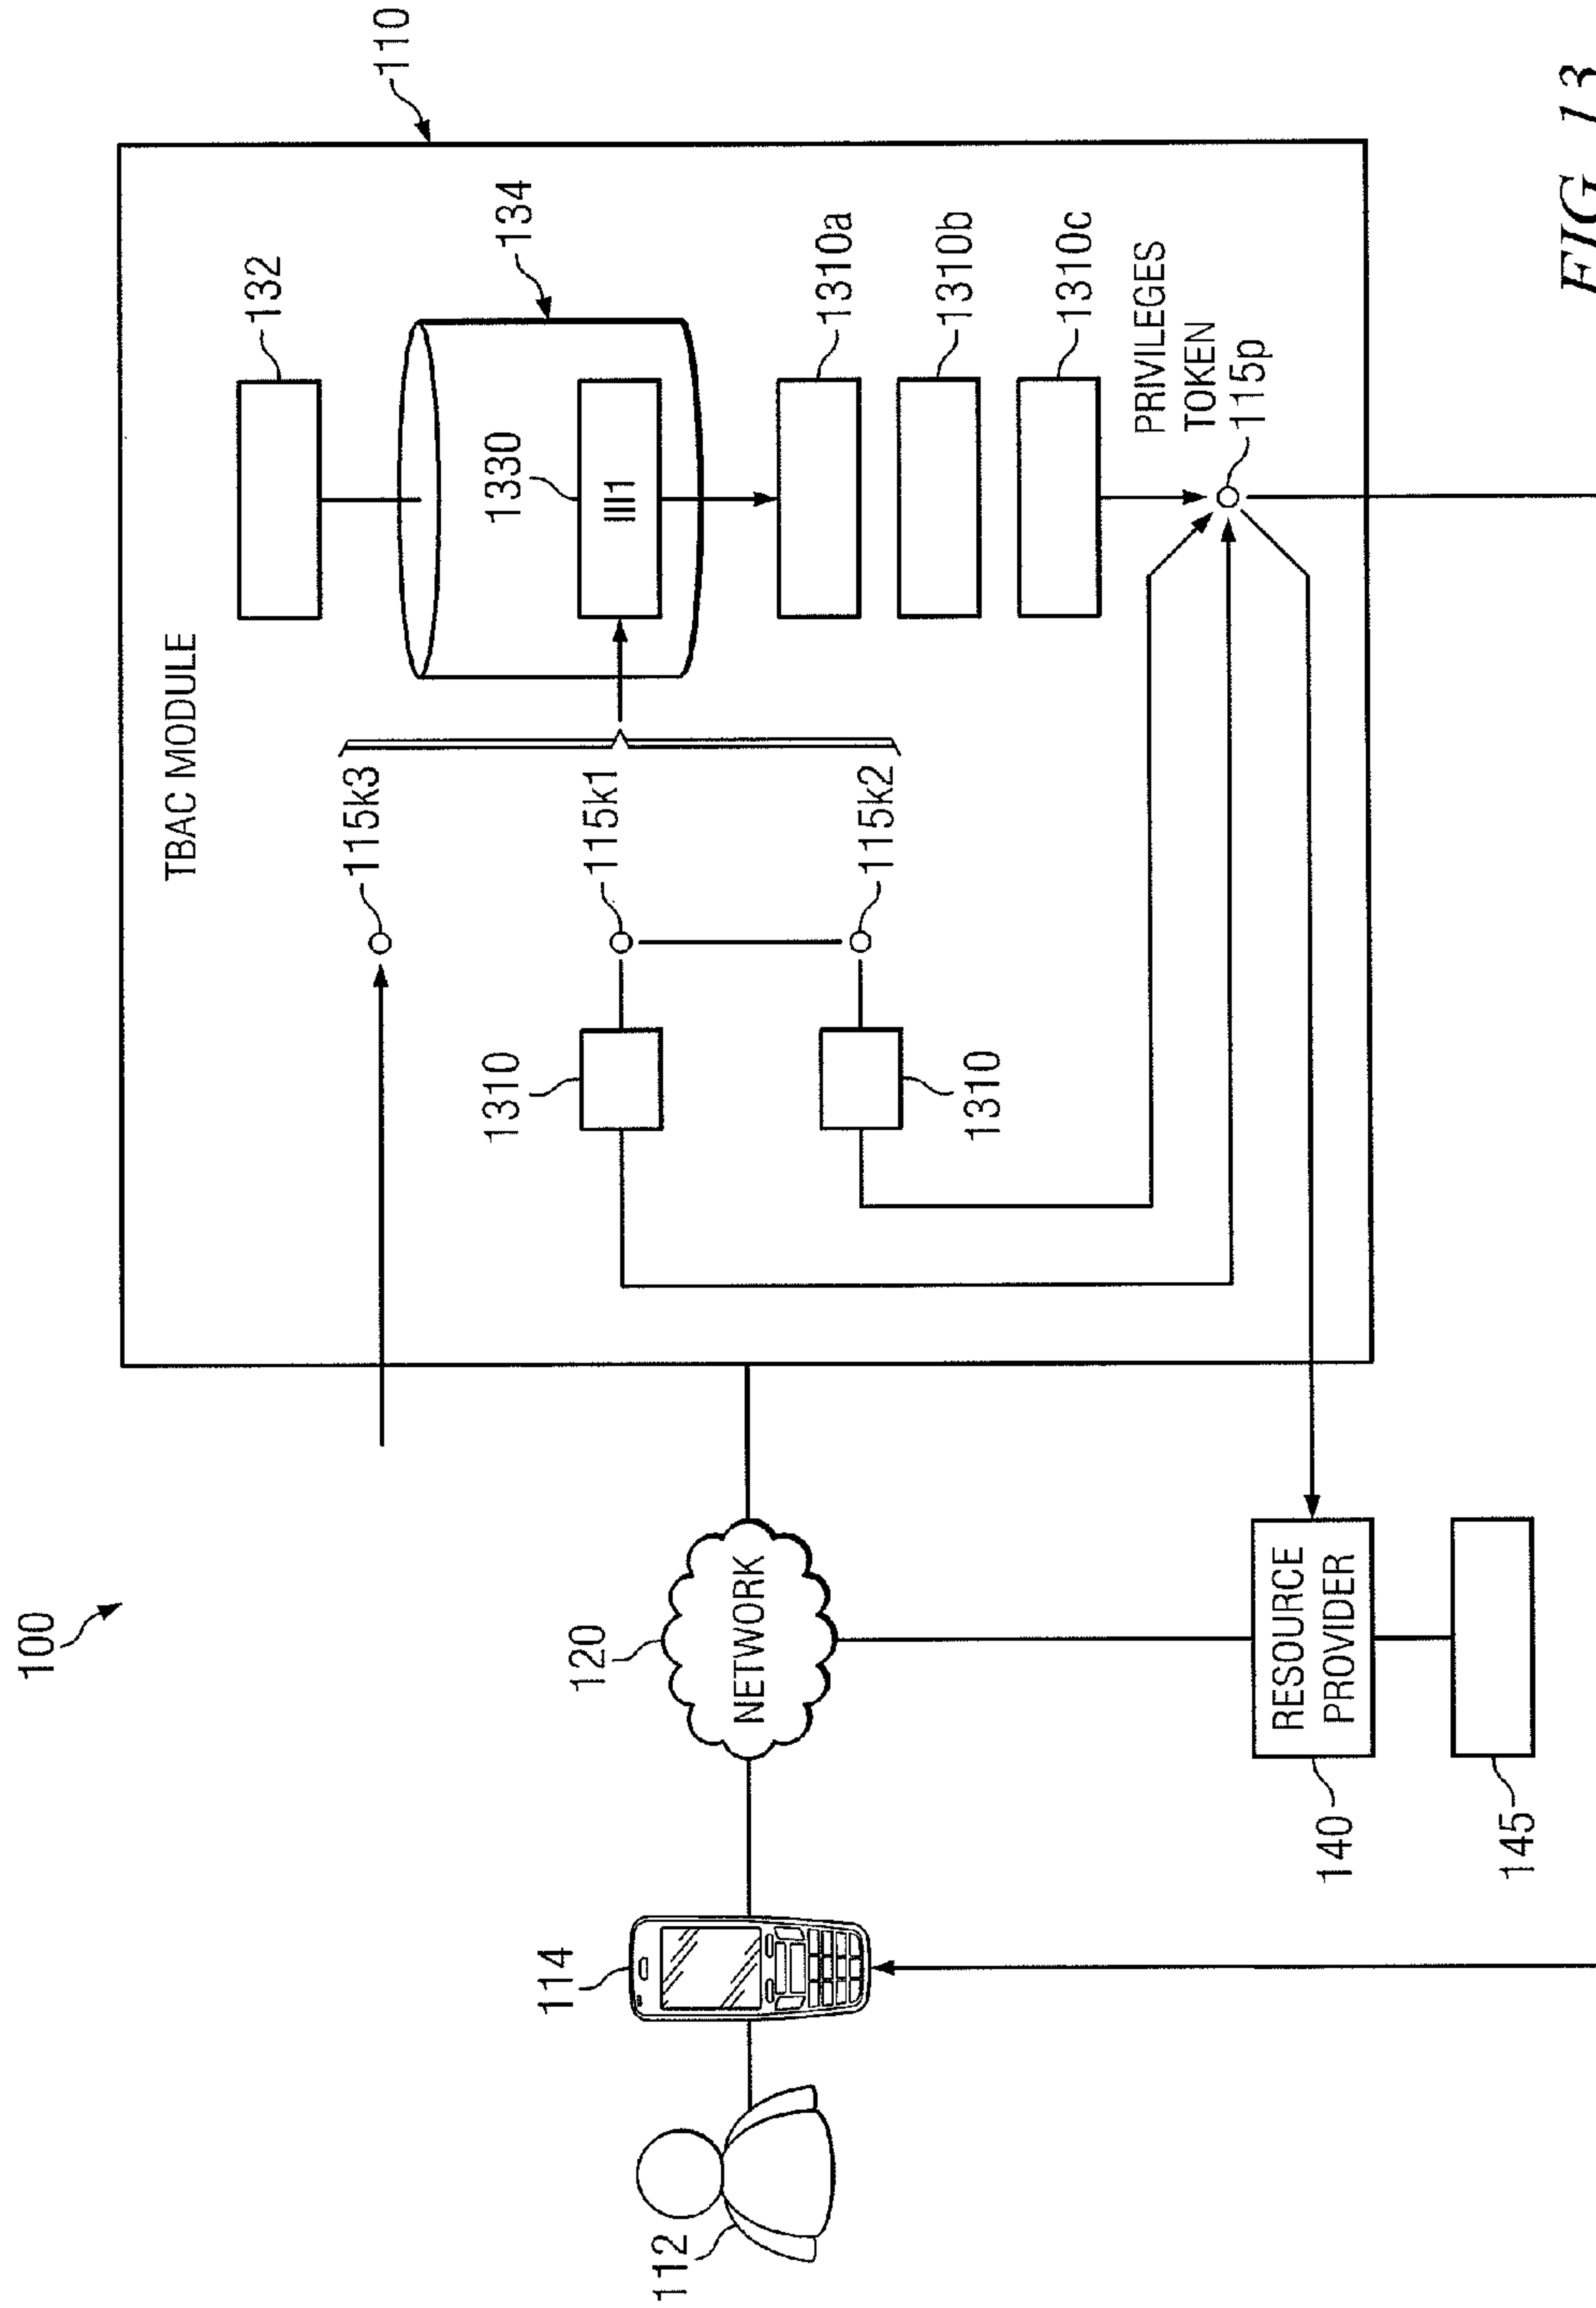 100
110
TBAC MODULE
132
134
1330
III1
115k3
115k1
115k2
1310
1310
1310a
1310b
1310c
PRIVILEGES
TOKEN
115p
112
114
120
NETWORK
RESOURCE
PROVIDER
140
145
FIG. 13